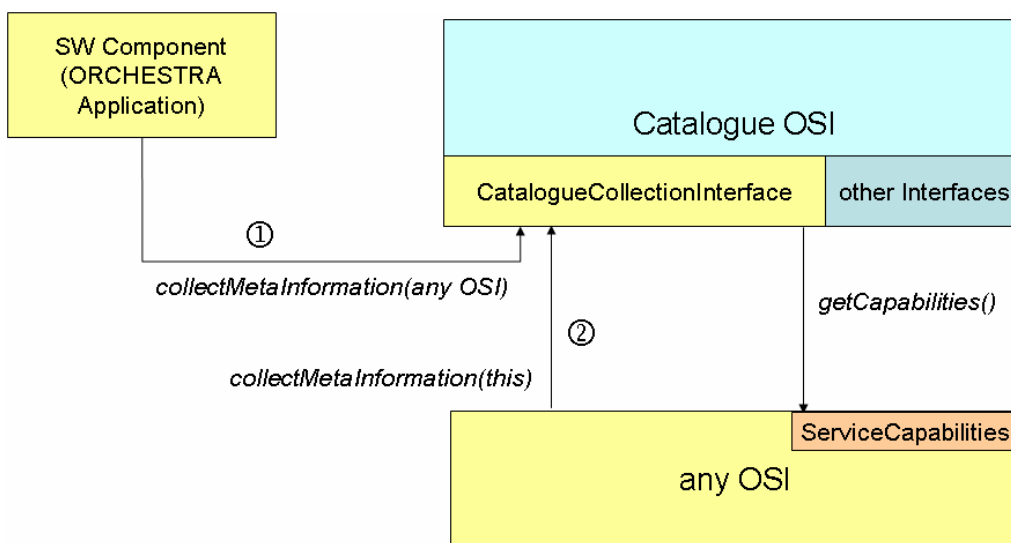 SW Component
(ORCHESTRA
Application)
Catalogue OSI
CatalogueCollectionInterface
other Interfaces
①
collectMetaInformation(any OSI)
getCapabilities()
②
collectMetaInformation(this)
ServiceCapabilities
any OSI